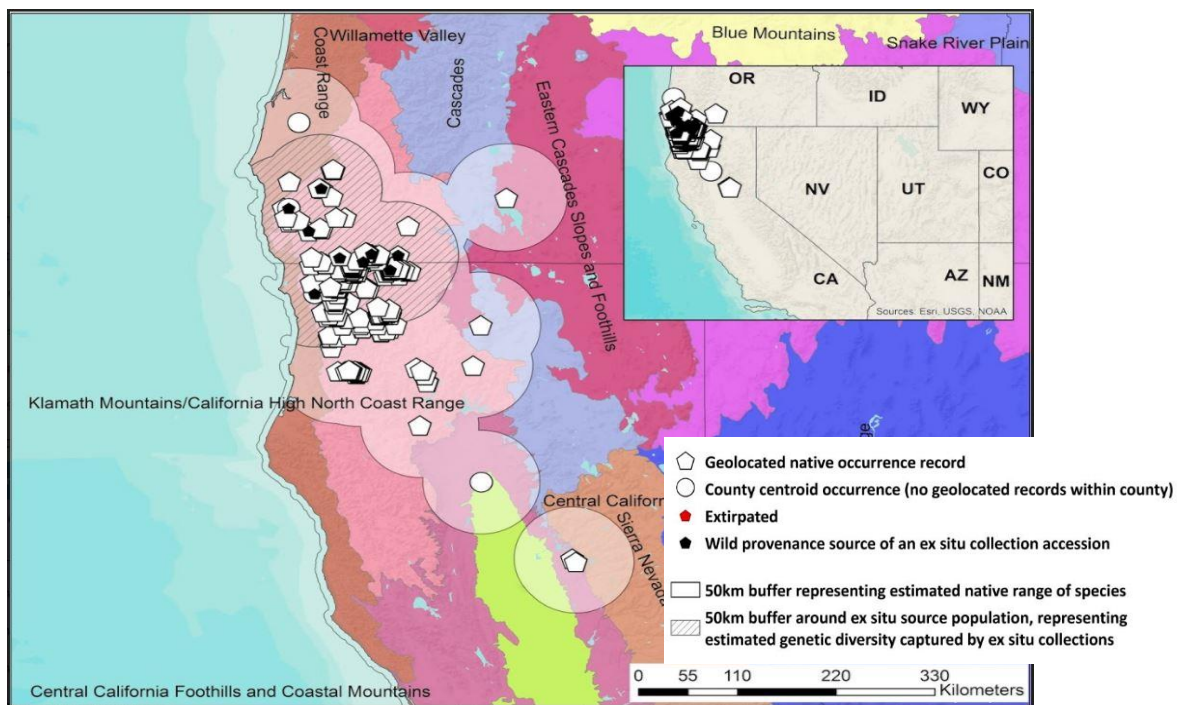 Willamette Valley
Blue Mountains
Snake River Plain
Coast Range
Cascades
Eastern Cascades Slopes and Foothills
OR
ID
WY
NV
UT
CO
CA
AZ
NM
Sources: Esri, USGS, NOAA
Klamath Mountains/California High North Coast Range
Central Califor
Sierra Nevada
Central California Foothills and Coastal Mountains
Geolocated native occurrence record
County centroid occurrence (no geolocated records within county)
Extirpated
Wild provenance source of an ex situ collection accession
50km buffer representing estimated native range of species
50km buffer around ex situ source population, representing
estimated genetic diversity captured by ex situ collections
0 55 110 220 330
Kilometers